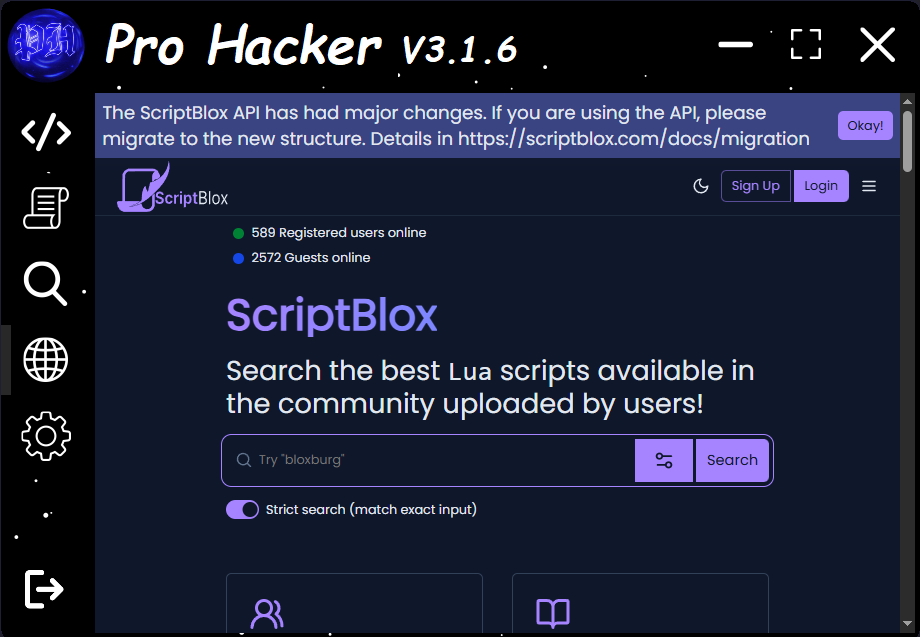 PH
Pro Hacker V3.1.6
The ScriptBlox API has had major changes. If you are using the API, please
migrate to the new structure. Details in https://scriptblox.com/docs/migration
Okay!
ScriptBlox
Sign Up
Login
589 Registered users online
2572 Guests online
ScriptBlox
Search the best Lua scripts available in
the community uploaded by users!
Try "bloxburg"
Search
Strict search (match exact input)